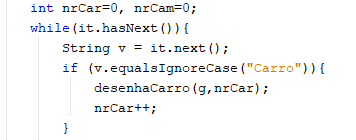 int nrCar=0, nrCam=0;
while(it.hasNext()){
String v = it.next();
if (v.equalsIgnoreCase("Carro")){
desenhaCarro(g,nrCar);
nrCar++;
}